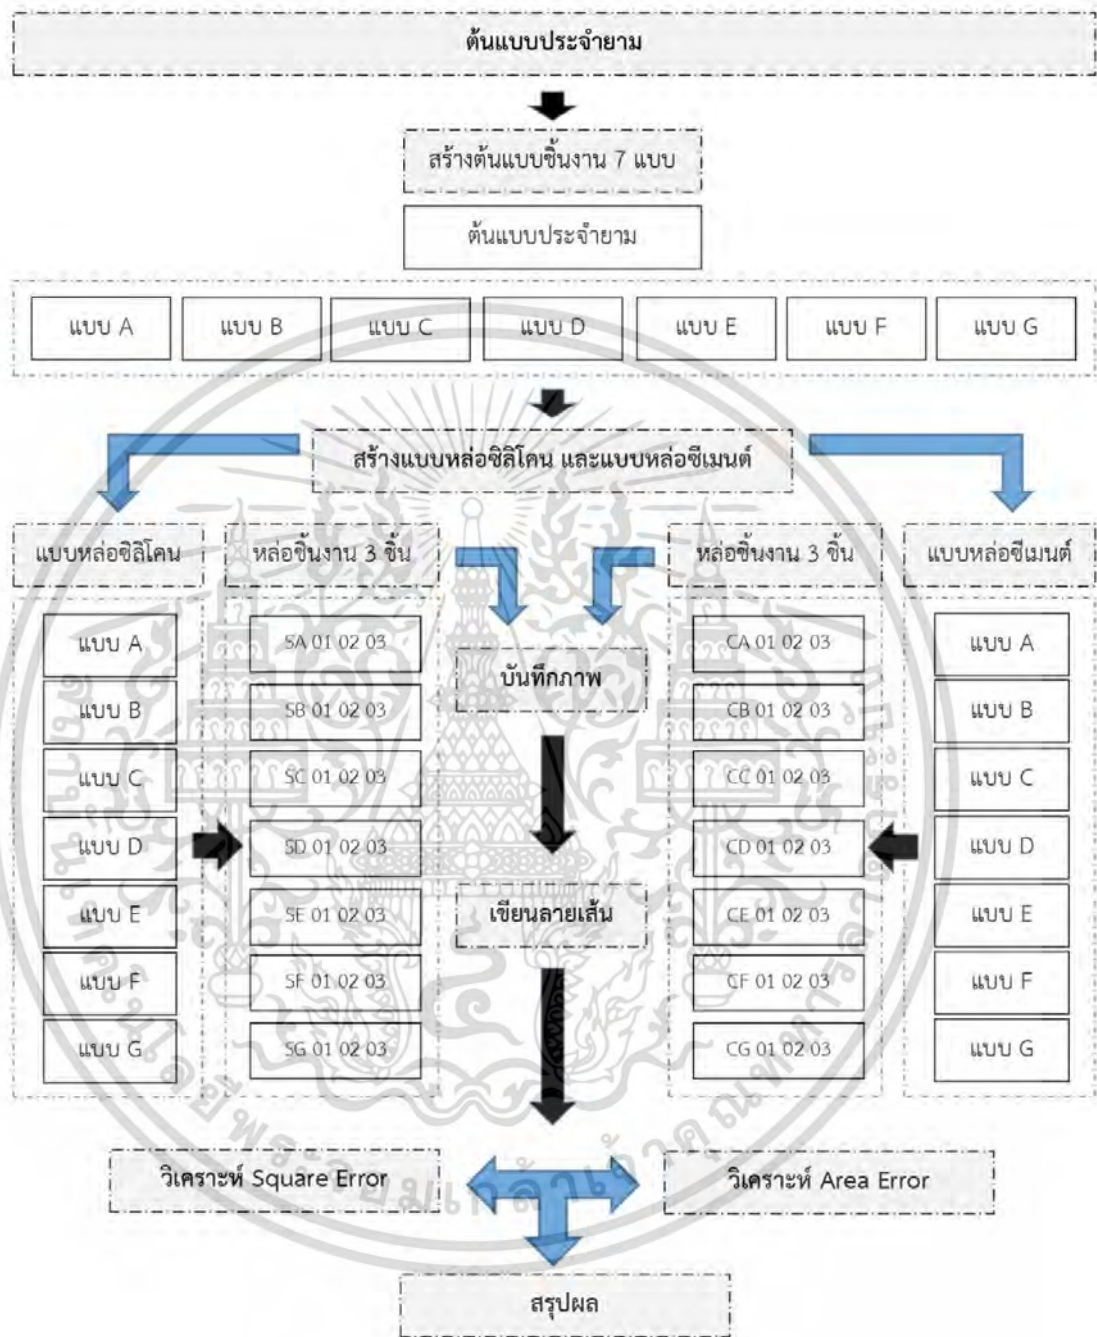 ต้นแบบประจำยาม
สร้างต้นแบบชิ้นงาน 7 แบบ
ต้นแบบประจำยาม
แบบ A แบบ B แบบ C แบบ D แบบ E แบบ F แบบ G
สร้างแบบหล่อซิลิโคน และแบบหล่อซีเมนต์
แบบหล่อซิลิโคน หล่อชิ้นงาน 3 ชิ้น หล่อชิ้นงาน 3 ชิ้น แบบหล่อซีเมนต์
แบบ A SA 01 02 03 CA 01 02 03 แบบ A
บันทึกภาพ
แบบ B SB 01 02 03 CB 01 02 03 แบบ B
แบบ C SC 01 02 03 CC 01 02 03 แบบ C
แบบ D SD 01 02 03 CD 01 02 03 แบบ D
แบบ E SE 01 02 03 เขียนลายเส้น CE 01 02 03 แบบ E
แบบ F SF 01 02 03 CF 01 02 03 แบบ F
แบบ G SG 01 02 03 CG 01 02 03 แบบ G
วิเคราะห์ Square Error วิเคราะห์ Area Error
สรุปผล